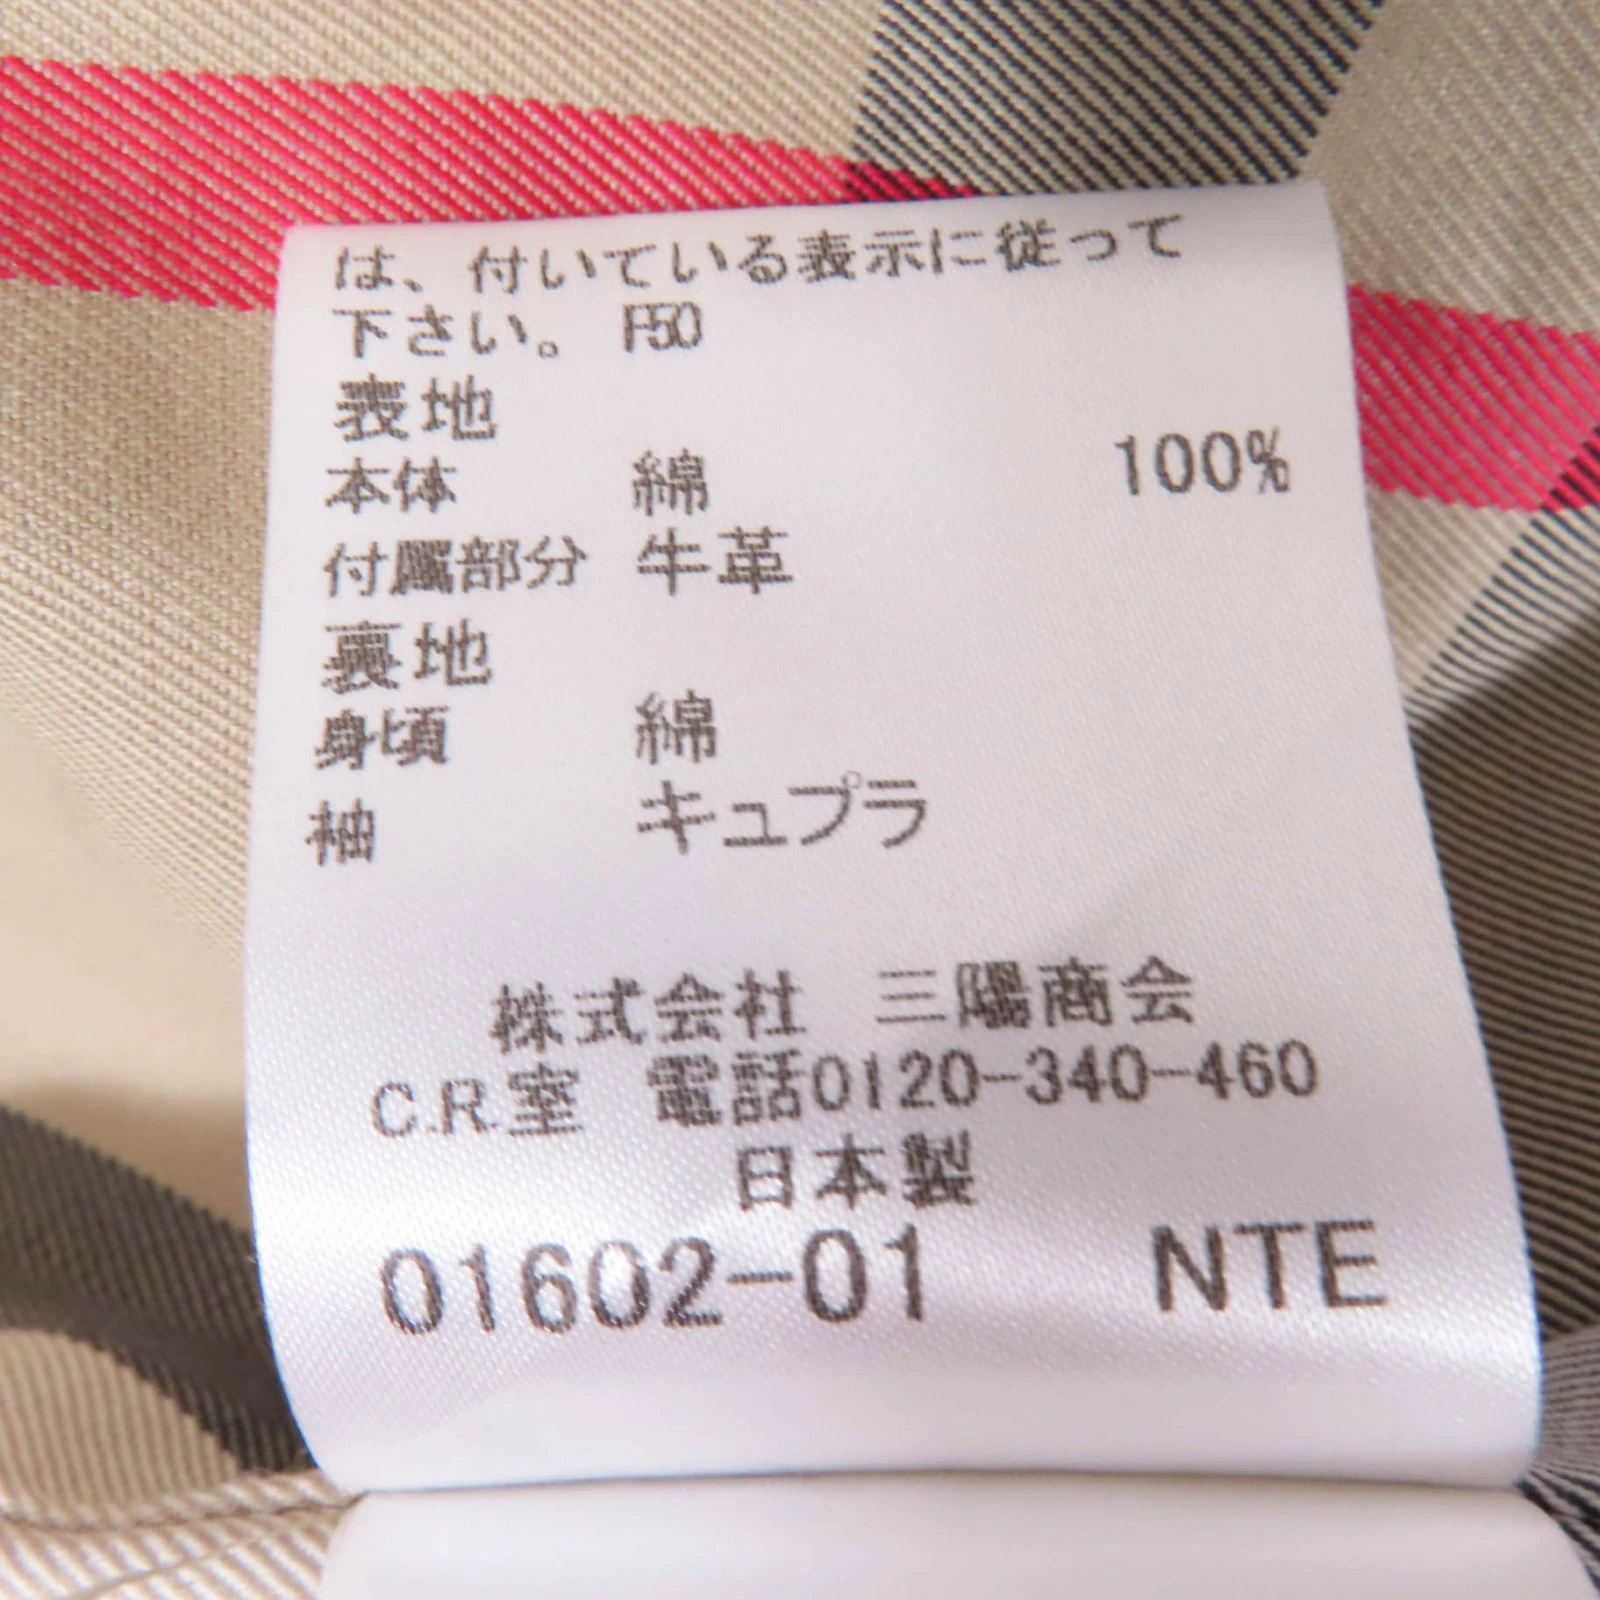 は、付いている表示に従って
下さい。 F50
表地
本体 綿 100%
付属部分 牛革
裏地
身頃 綿
袖 キュプラ
株式会社 三陽商会
C.R.室 電話0120-340-460
日本製
01602-01 NTE